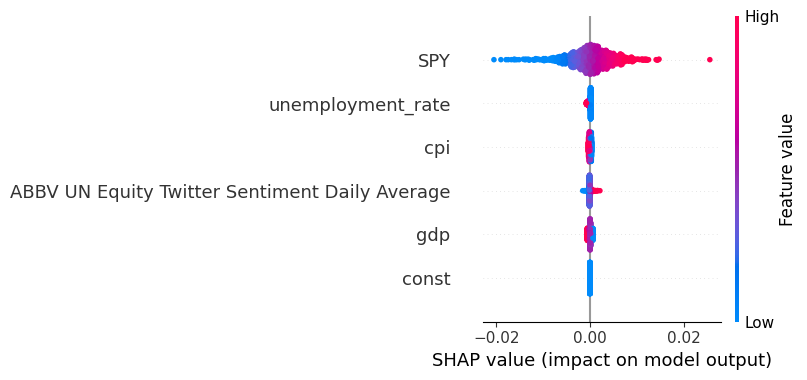 High
SPY
unemployment_rate
cpi
ABBV UN Equity Twitter Sentiment Daily Average
gdp
const
Feature value
Low
−0.02 0.00 0.02
SHAP value (impact on model output)